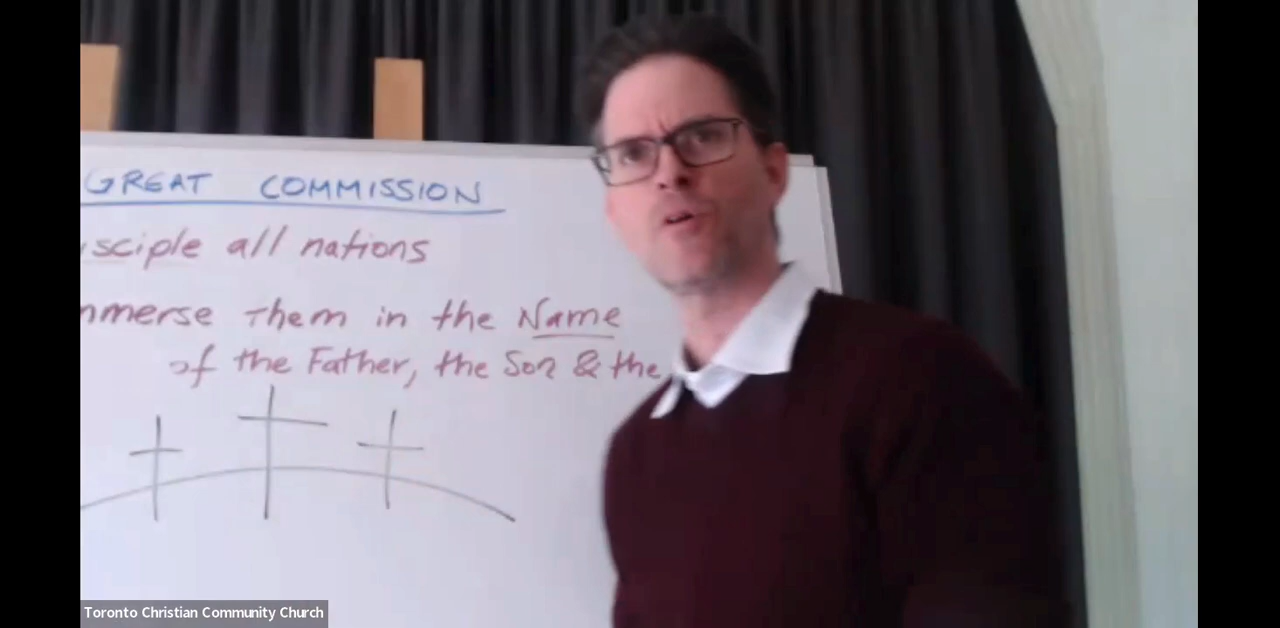 GREAT COMMISSION
sciple all nations
mmerse Them in the Name
of the Father, the Son & the
Toronto Christian Community Church